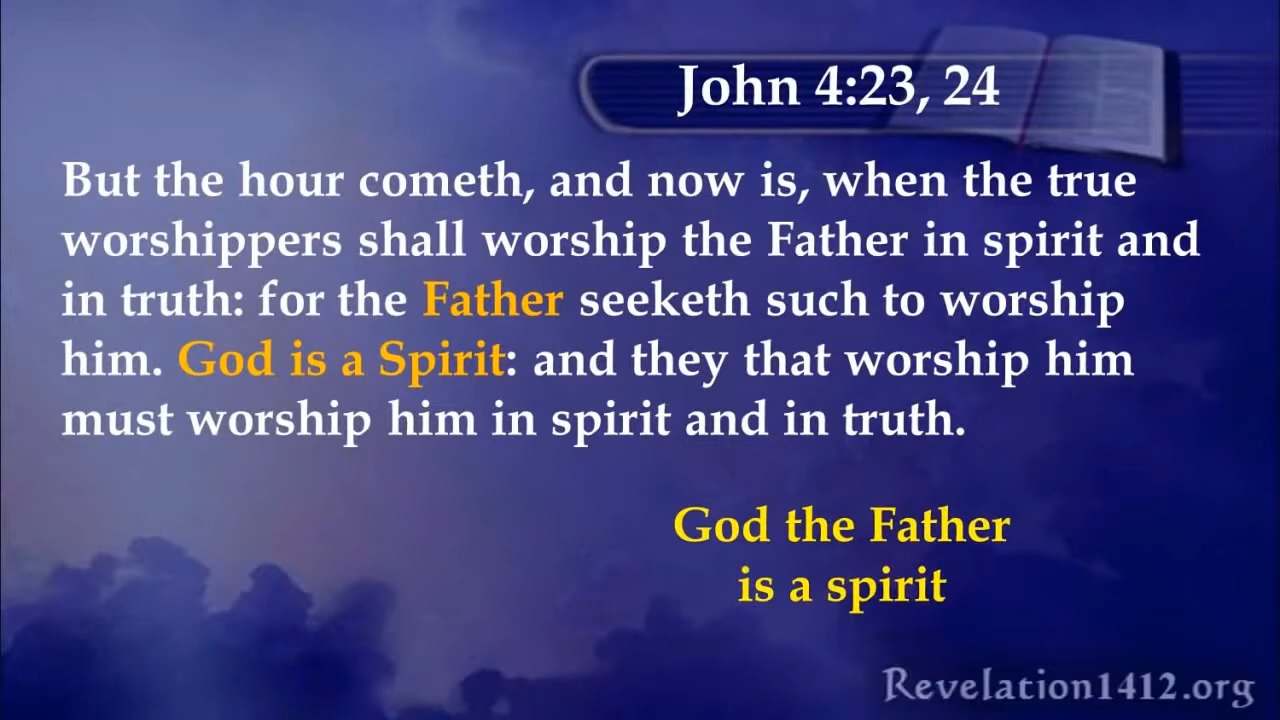 John 4:23, 24
But the hour cometh, and now is, when the true
worshippers shall worship the Father in spirit and
in truth: for the Father seeketh such to worship
him. God is a Spirit: and they that worship him
must worship him in spirit and in truth.
God the Father
is a spirit
Revelation1412.org